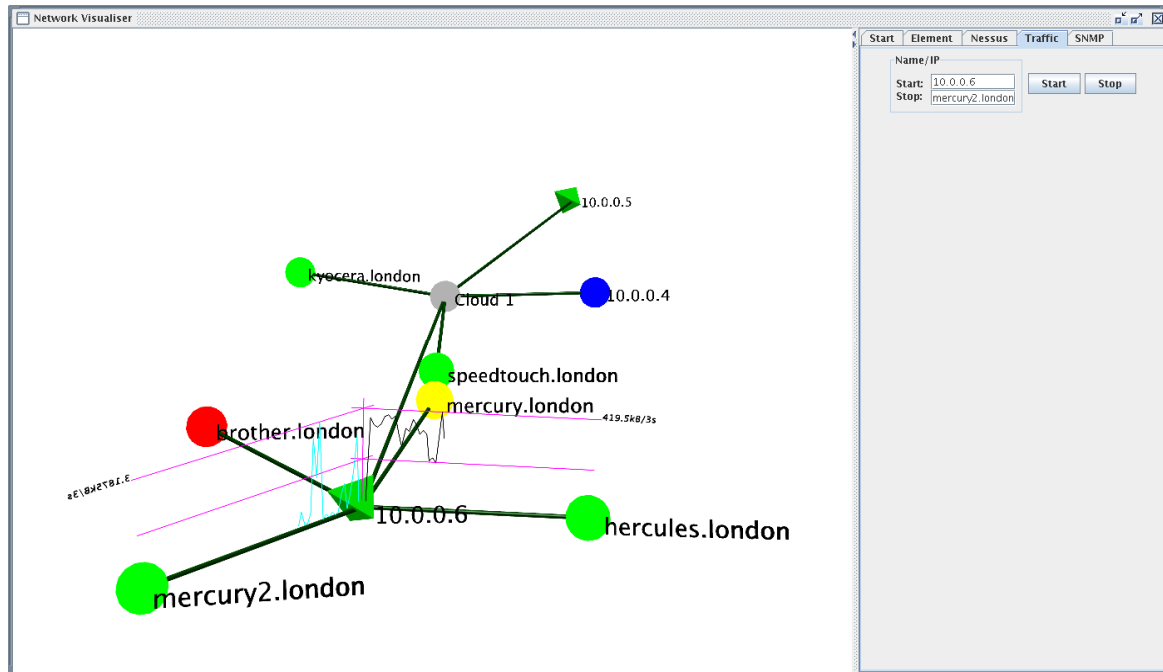 Network Visualiser
Start Element Nessus Traffic SNMP
Name/IP
Start: 10.0.0.6
Stop: mercury2.london
Start Stop
10.0.0.5
kyocera.london
Cloud 1
10.0.0.4
speedtouch.london
mercury.london
419.5kB/3s
brother.london
3.1875kB/3s
10.0.0.6
hercules.london
mercury2.london